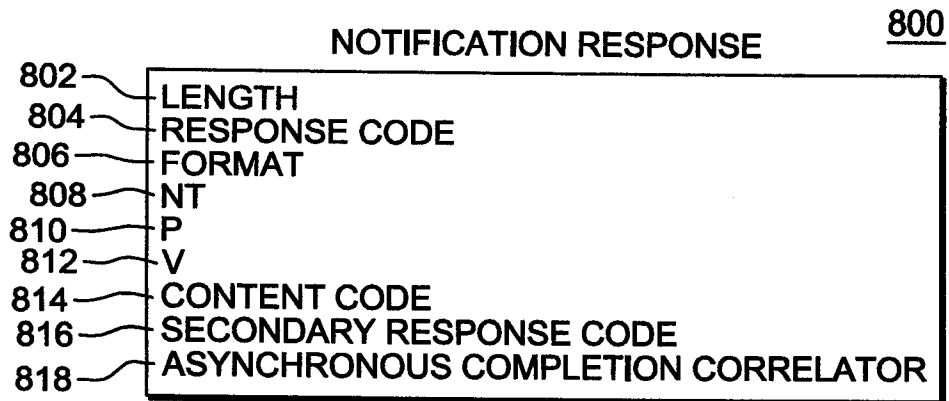 800
NOTIFICATION RESPONSE
802 LENGTH
804 RESPONSE CODE
806 FORMAT
808 NT
810 P
812 V
814 CONTENT CODE
816 SECONDARY RESPONSE CODE
818 ASYNCHRONOUS COMPLETION CORRELATOR